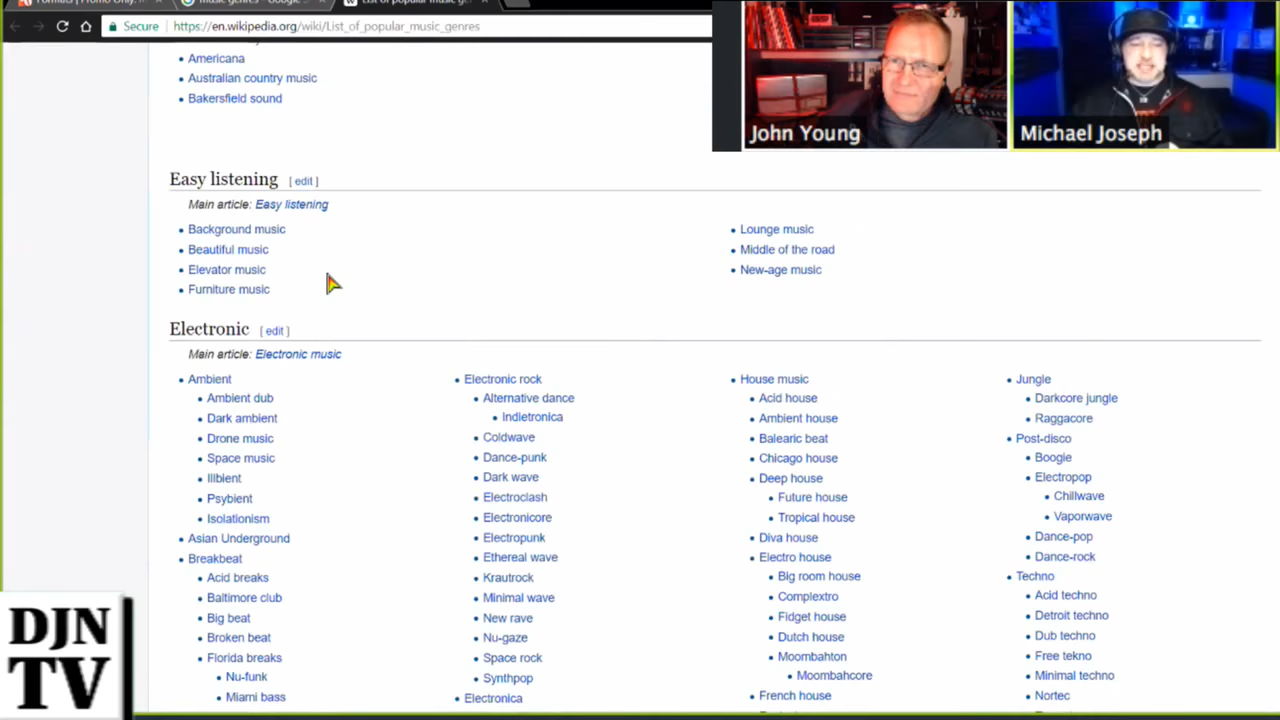 Secure
https://en.wikipedia.org/wiki/List_of_popular_music_genres
John Young
Michael Joseph
Americana
Australian country music
Bakersfield sound
Easy listening [ edit ]
Main article: Easy listening
Background music
Beautiful music
Elevator music
Furniture music
Lounge music
Middle of the road
New-age music
Electronic [ edit ]
Main article: Electronic music
Ambient
Ambient dub
Dark ambient
Drone music
Space music
Illbient
Psybient
Isolationism
Asian Underground
Breakbeat
Acid breaks
Baltimore club
Big beat
Broken beat
Florida breaks
Nu-funk
Miami bass
Electronic rock
Alternative dance
Indietronica
Coldwave
Dance-punk
Dark wave
Electroclash
Electronicore
Electropunk
Ethereal wave
Krautrock
Minimal wave
New rave
Nu-gaze
Space rock
Synthpop
Electronica
House music
Acid house
Ambient house
Balearic beat
Chicago house
Deep house
Future house
Tropical house
Diva house
Electro house
Big room house
Complextro
Fidget house
Dutch house
Moombahton
Moombahcore
French house
Jungle
Darkcore jungle
Raggacore
Post-disco
Boogie
Electropop
Chillwave
Vaporwave
Dance-pop
Dance-rock
Techno
Acid techno
Detroit techno
Dub techno
Free tekno
Minimal techno
Nortec
DJN
TV